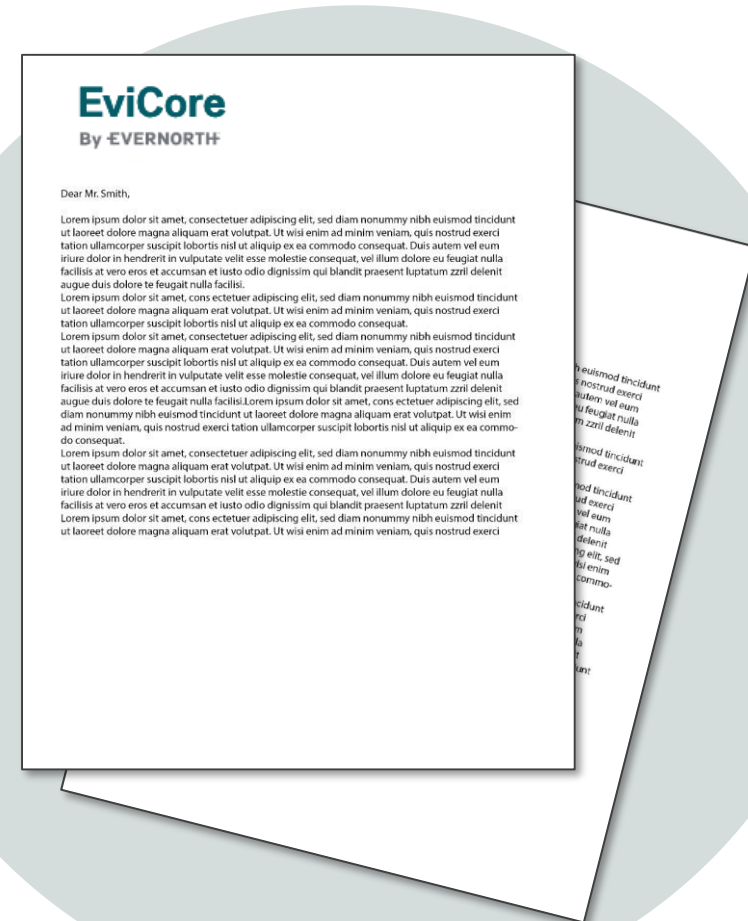 EviCore
By EVERNORTH
Dear Mr. Smith,
Lorem ipsum dolor sit amet, consectetuer adipiscing elit, sed diam nonummy nibh euismod tincidunt
ut laoreet dolore magna aliquam erat volutpat. Ut wisi enim ad minim veniam, quis nostrud exerci
tation ullamcorper suscipit lobortis nisl ut aliquip ex ea commodo consequat. Duis autem vel eum
iriure dolor in hendrerit in vulputate velit esse molestie consequat, vel illum dolore eu feugiat nulla
facilisis at vero eros et accumsan et iusto odio dignissim qui blandit praesent luptatum zzril delenit
augue duis dolore te feugait nulla facilisi.
Lorem ipsum dolor sit amet, cons ectetuer adipiscing elit, sed diam nonummy nibh euismod tincidunt
ut laoreet dolore magna aliquam erat volutpat. Ut wisi enim ad minim veniam, quis nostrud exerci
tation ullamcorper suscipit lobortis nisl ut aliquip ex ea commodo consequat.
Lorem ipsum dolor sit amet, consectetuer adipiscing elit, sed diam nonummy nibh euismod tincidunt
ut laoreet dolore magna aliquam erat volutpat. Ut wisi enim ad minim veniam, quis nostrud exerci
tation ullamcorper suscipit lobortis nisl ut aliquip ex ea commodo consequat. Duis autem vel eum
iriure dolor in hendrerit in vulputate velit esse molestie consequat, vel illum dolore eu feugiat nulla
facilisis at vero eros et accumsan et iusto odio dignissim qui blandit praesent luptatum zzril delenit
augue duis dolore te feugait nulla facilisi.Lorem ipsum dolor sit amet, cons ectetuer adipiscing elit, sed
diam nonummy nibh euismod tincidunt ut laoreet dolore magna aliquam erat volutpat. Ut wisi enim
ad minim veniam, quis nostrud exerci tation ullamcorper suscipit lobortis nisl ut aliquip ex ea commo-
do consequat.
Lorem ipsum dolor sit amet, consectetuer adipiscing elit, sed diam nonummy nibh euismod tincidunt
ut laoreet dolore magna aliquam erat volutpat. Ut wisi enim ad minim veniam, quis nostrud exerci
tation ullamcorper suscipit lobortis nisl ut aliquip ex ea commodo consequat. Duis autem vel eum
iriure dolor in hendrerit in vulputate velit esse molestie consequat, vel illum dolore eu feugiat nulla
facilisis at vero eros et accumsan et iusto odio dignissim qui blandit praesent luptatum zzril delenit
Lorem ipsum dolor sit amet, cons ectetuer adipiscing elit, sed diam nonummy nibh euismod tincidunt
ut laoreet dolore magna aliquam erat volutpat. Ut wisi enim ad minim veniam, quis nostrud exerci
euismod tincidunt
nostrud exerci
autem vel eum
feugiat nulla
zzril delenit
tincidunt
exerci
tincidunt
exerci
vel eum
nulla
delenit
elit, sed
enim
commo-